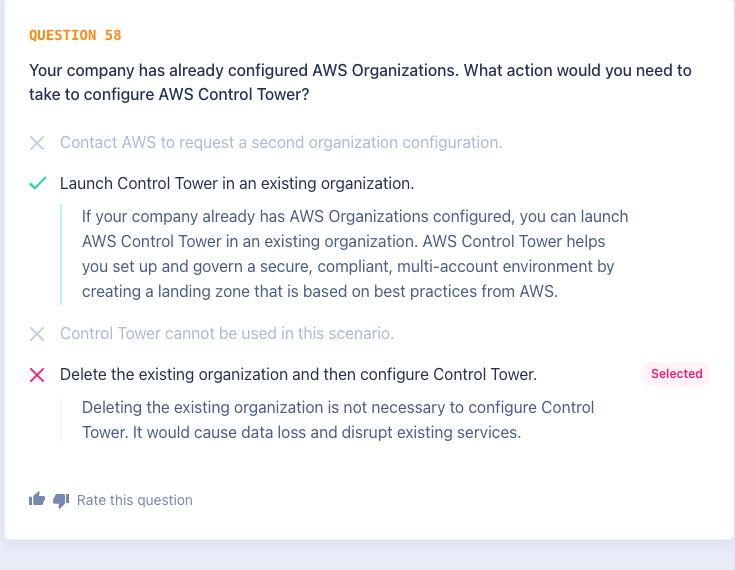 QUESTION 58
Your company has already configured AWS Organizations. What action would you need to
take to configure AWS Control Tower?
Contact AWS to request a second organization configuration.
Launch Control Tower in an existing organization.
If your company already has AWS Organizations configured, you can launch
AWS Control Tower in an existing organization. AWS Control Tower helps
you set up and govern a secure, compliant, multi-account environment by
creating a landing zone that is based on best practices from AWS.
Control Tower cannot be used in this scenario.
Delete the existing organization and then configure Control Tower.
Selected
Deleting the existing organization is not necessary to configure Control
Tower. It would cause data loss and disrupt existing services.
Rate this question